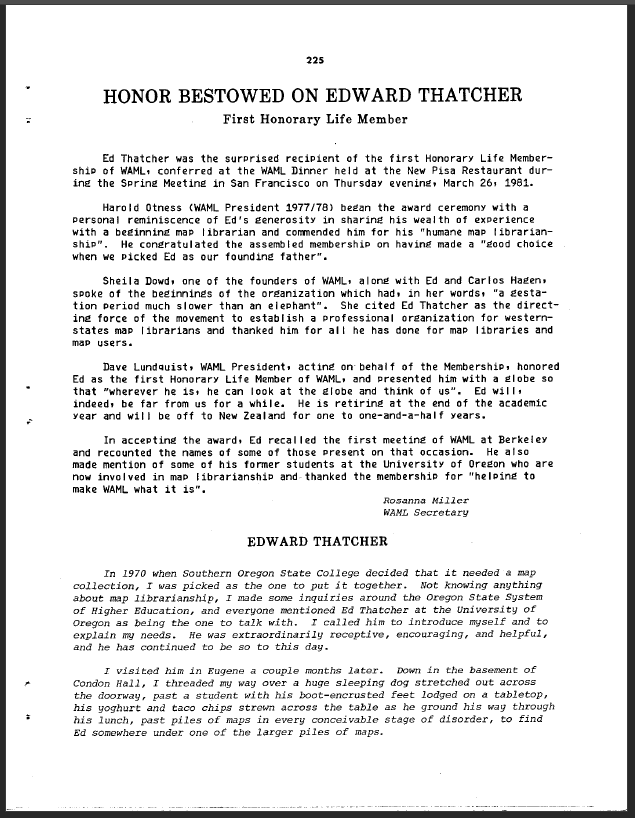 225
HONOR BESTOWED ON EDWARD THATCHER
First Honorary Life Member
Ed Thatcher was the surprised recipient of the first Honorary Life Member-
ship of WAML, conferred at the WAML Dinner held at the New Pisa Restaurant dur-
ing the Spring Meeting in San Francisco on Thursday evening, March 26, 1981.
Harold Otness (WAML President 1977/78) began the award ceremony with a
personal reminiscence of Ed's generosity in sharing his wealth of experience
with a beginning map librarian and commended him for his "humane map librarian-
ship". He congratulated the assembled membership on having made a "good choice
when we picked Ed as our founding father".
Sheila Dowd, one of the founders of WAML, along with Ed and Carlos Hagen,
spoke of the beginnings of the organization which had, in her words, "a gesta-
tion period much slower than an elephant". She cited Ed Thatcher as the direct-
ing force of the movement to establish a professional organization for western-
states map librarians and thanked him for all he has done for map libraries and
map users.
Dave Lundquist, WAML President, acting on behalf of the Membership, honored
Ed as the first Honorary Life Member of WAML, and presented him with a globe so
that "wherever he is, he can look at the globe and think of us". Ed will,
indeed, be far from us for a while. He is retiring at the end of the academic
year and will be off to New Zealand for one to one-and-a-half years.
In accepting the award, Ed recalled the first meeting of WAML at Berkeley
and recounted the names of some of those present on that occasion. He also
made mention of some of his former students at the University of Oregon who are
now involved in map librarianship and thanked the membership for "helping to
make WAML what it is".
Rosanna Miller
WAML Secretary
EDWARD THATCHER
In 1970 when Southern Oregon State College decided that it needed a map
collection, I was picked as the one to put it together. Not knowing anything
about map librarianship, I made some inquiries around the Oregon State System
of Higher Education, and everyone mentioned Ed Thatcher at the University of
Oregon as being the one to talk with. I called him to introduce myself and to
explain my needs. He was extraordinarily receptive, encouraging, and helpful,
and he has continued to be so to this day.
I visited him in Eugene a couple months later. Down in the basement of
Condon Hall, I threaded my way over a huge sleeping dog stretched out across
the doorway, past a student with his boot-encrusted feet lodged on a tabletop,
his yoghurt and taco chips strewn across the table as he ground his way through
his lunch, past piles of maps in every conceivable stage of disorder, to find
Ed somewhere under one of the larger piles of maps.